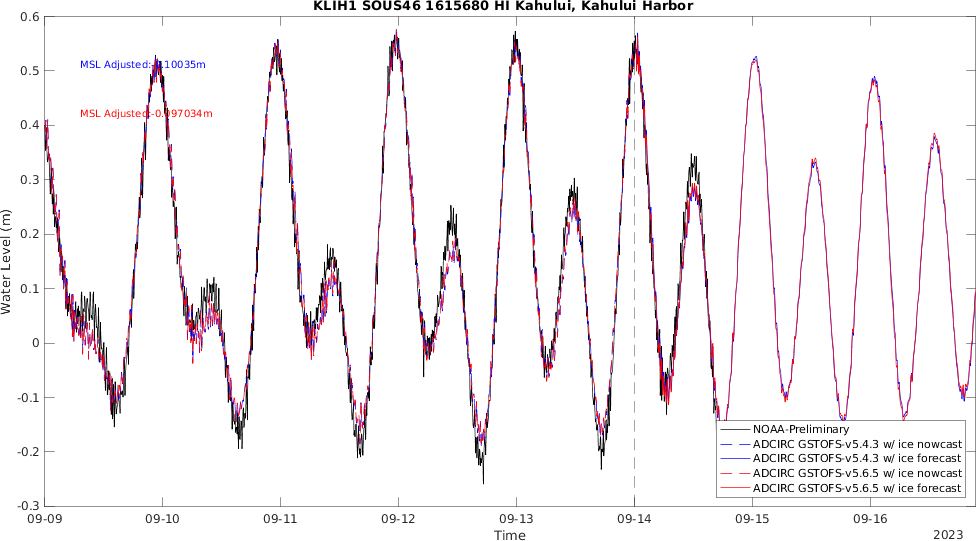 KLIH1 SOUS46 1615680 HI Kahului, Kahului Harbor
0.6
0.5
0.4
0.3
0.2
0.1
0
-0.1
-0.2
-0.3
Water Level (m)
MSL Adjusted:-0.10035m
MSL Adjusted:-0.097034m
NOAA-Preliminary
ADCIRC GSTOFS-v5.4.3 w/ ice nowcast
ADCIRC GSTOFS-v5.4.3 w/ ice forecast
ADCIRC GSTOFS-v5.6.5 w/ ice nowcast
ADCIRC GSTOFS-v5.6.5 w/ ice forecast
09-09 09-10 09-11 09-12 09-13 09-14 09-15 09-16
Time
2023